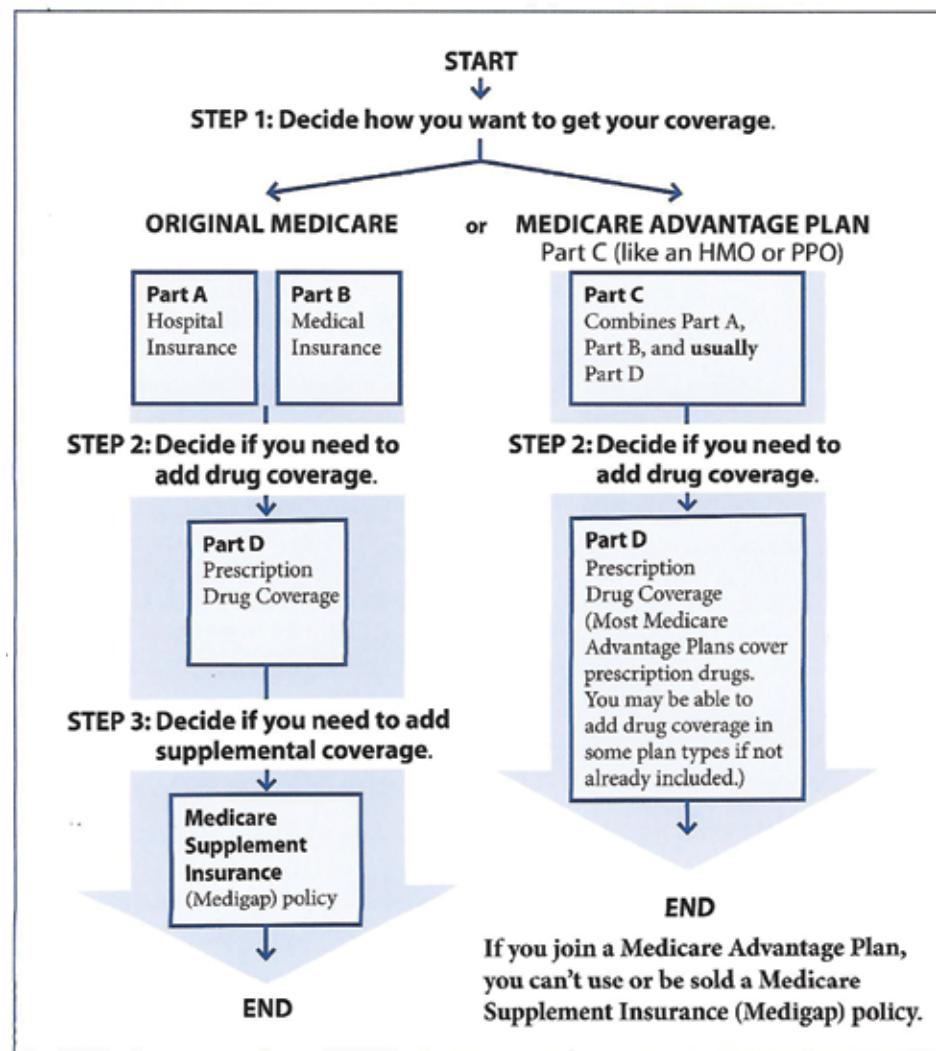 START
STEP 1: Decide how you want to get your coverage.
ORIGINAL MEDICARE
or
MEDICARE ADVANTAGE PLAN
Part C (like an HMO or PPO)
Part A
Hospital
Insurance
Part B
Medical
Insurance
STEP 2: Decide if you need to
add drug coverage.
Part D
Prescription
Drug Coverage
STEP 3: Decide if you need to add
supplemental coverage.
Medicare
Supplement
Insurance
(Medigap) policy
END
Part C
Combines Part A,
Part B, and usually
Part D
STEP 2: Decide if you need to
add drug coverage.
Part D
Prescription
Drug Coverage
(Most Medicare
Advantage Plans cover
prescription drugs.
You may be able to
add drug coverage in
some plan types if not
already included.)
END
If you join a Medicare Advantage Plan,
you can't use or be sold a Medicare
Supplement Insurance (Medigap) policy.